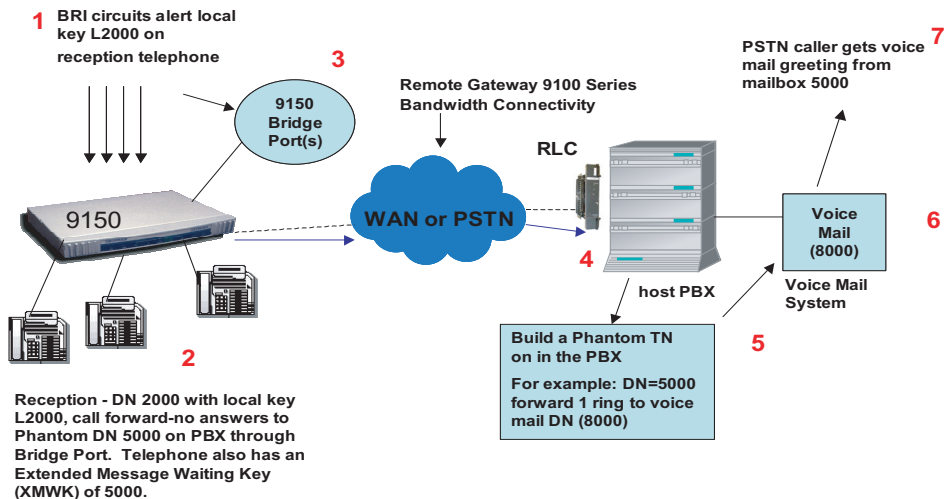 1
BRI circuits alert local
key L2000 on
reception telephone
3
9150
Bridge
Port(s)
Remote Gateway 9100 Series
Bandwidth Connectivity
7
PSTN caller gets voice
mail greeting from
mailbox 5000
RLC
9150
WAN or PSTN
4
host PBX
Voice
Mail
(8000)
6
Voice Mail
System
2
5
Build a Phantom TN
on in the PBX
For example: DN=5000
forward 1 ring to voice
mail DN (8000)
Reception - DN 2000 with local key
L2000, call forward-no answers to
Phantom DN 5000 on PBX through
Bridge Port. Telephone also has an
Extended Message Waiting Key
(XMWK) of 5000.